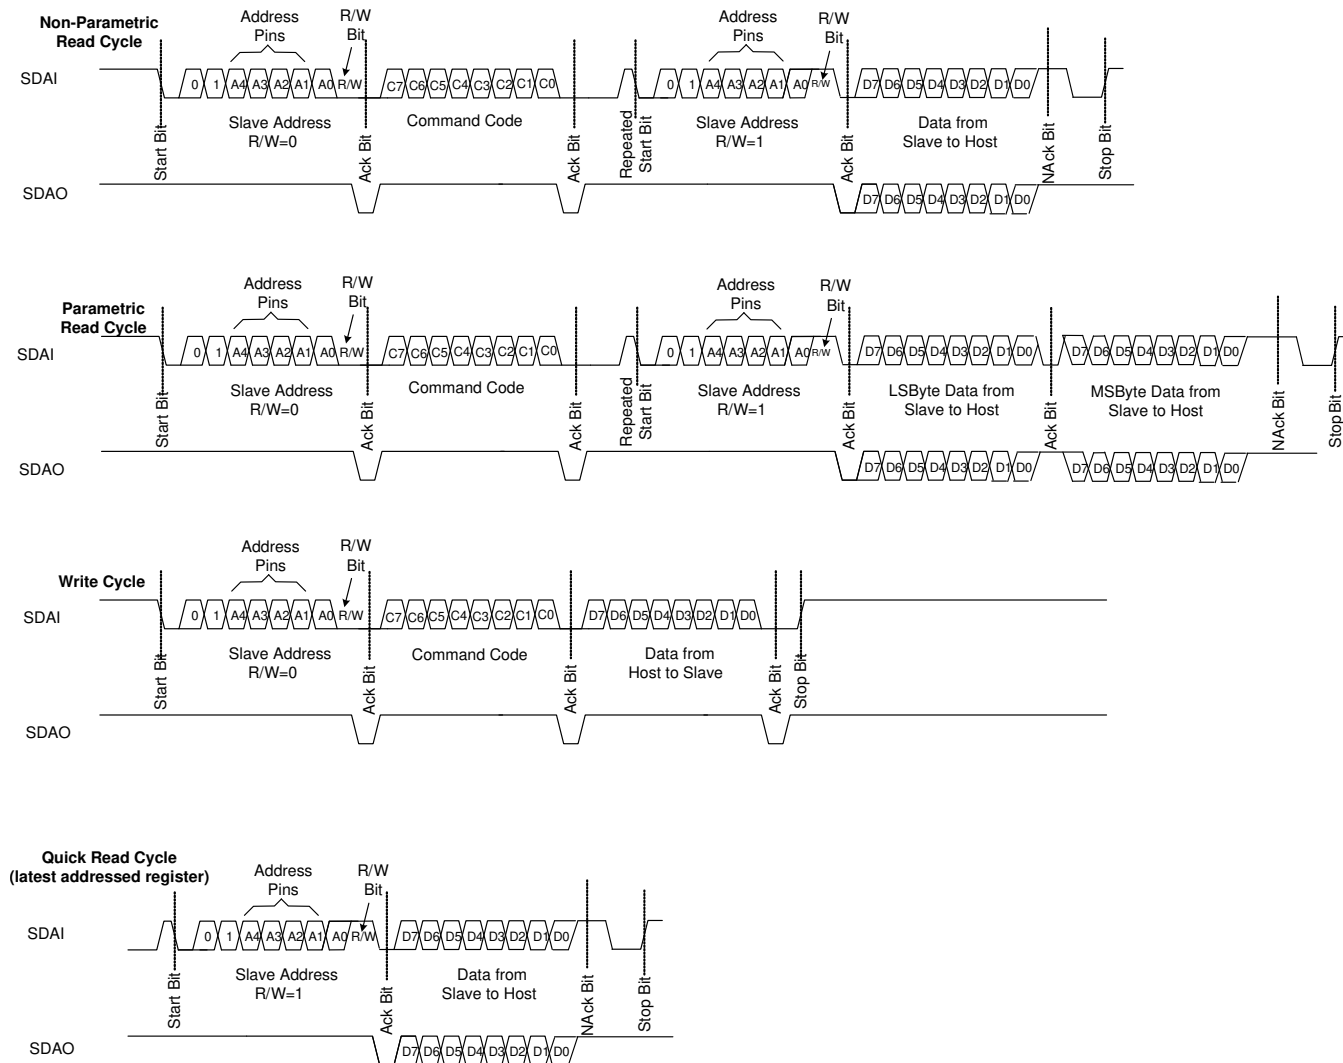 Non-Parametric
Read Cycle
Address
Pins
R/W
Bit
Address
Pins
R/W
Bit
SDAI
0 1 A4 A3 A2 A1 A0 R/W C7 C6 C5 C4 C3 C2 C1 C0 0 1 A4 A3 A2 A1 A0 R/W D7 D6 D5 D4 D3 D2 D1 D0
Start Bit
Slave Address
R/W=0
Ack Bit
Command Code
Repeated
Start Bit
Slave Address
R/W=1
Ack Bit
Data from
Slave to Host
NAck Bit
Stop Bit
SDAO
D7 D6 D5 D4 D3 D2 D1 D0
Parametric
Read Cycle
Address
Pins
R/W
Bit
Address
Pins
R/W
Bit
SDAI
0 1 A4 A3 A2 A1 A0 R/W C7 C6 C5 C4 C3 C2 C1 C0 0 1 A4 A3 A2 A1 A0 R/W D7 D6 D5 D4 D3 D2 D1 D0 D7 D6 D5 D4 D3 D2 D1 D0
Start Bit
Slave Address
R/W=0
Ack Bit
Command Code
Repeated
Start Bit
Slave Address
R/W=1
Ack Bit
LSByte Data from
Slave to Host
Ack Bit
MSByte Data from
Slave to Host
NAck Bit
Stop Bit
SDAO
D7 D6 D5 D4 D3 D2 D1 D0 D7 D6 D5 D4 D3 D2 D1 D0
Write Cycle
Address
Pins
R/W
Bit
SDAI
0 1 A4 A3 A2 A1 A0 R/W C7 C6 C5 C4 C3 C2 C1 C0 D7 D6 D5 D4 D3 D2 D1 D0
Start Bit
Slave Address
R/W=0
Ack Bit
Command Code
Ack Bit
Data from
Host to Slave
Ack Bit
Stop Bit
SDAO
Quick Read Cycle
(latest addressed register)
Address
Pins
R/W
Bit
SDAI
0 1 A4 A3 A2 A1 A0 R/W D7 D6 D5 D4 D3 D2 D1 D0
Start Bit
Slave Address
R/W=1
Ack Bit
Data from
Slave to Host
NAck Bit
Stop Bit
SDAO
D7 D6 D5 D4 D3 D2 D1 D0